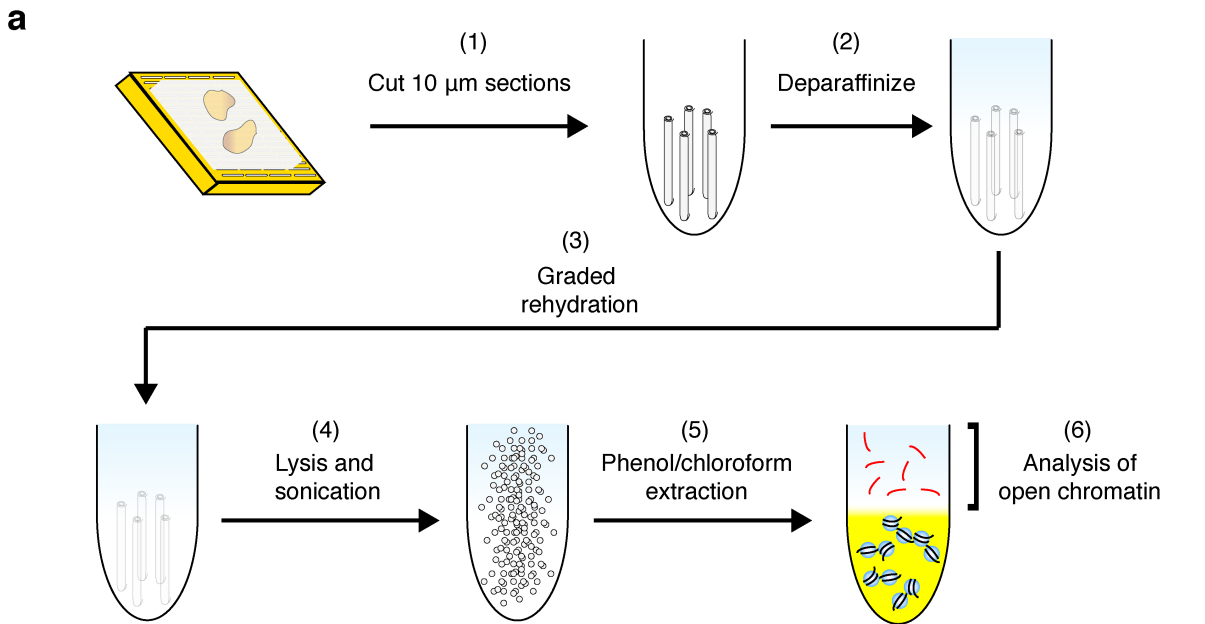 a
(1)
Cut 10 µm sections
(2)
Deparaffinize
(3)
Graded
rehydration
(4)
Lysis and
sonication
(5)
Phenol/chloroform
extraction
(6)
Analysis of
open chromatin